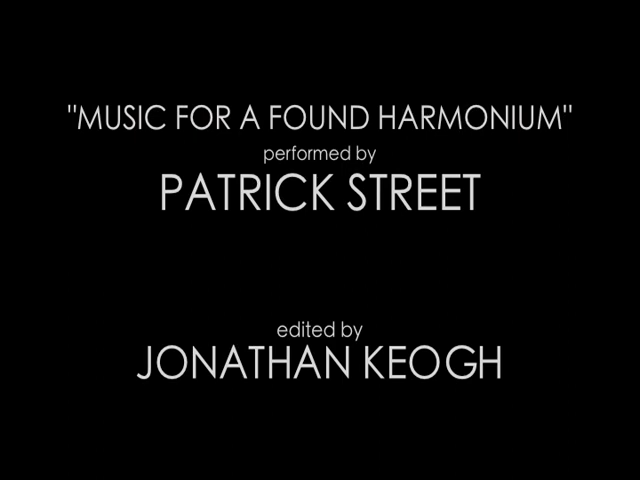 "MUSIC FOR A FOUND HARMONIUM"
performed by
PATRICK STREET
edited by
JONATHAN KEOGH